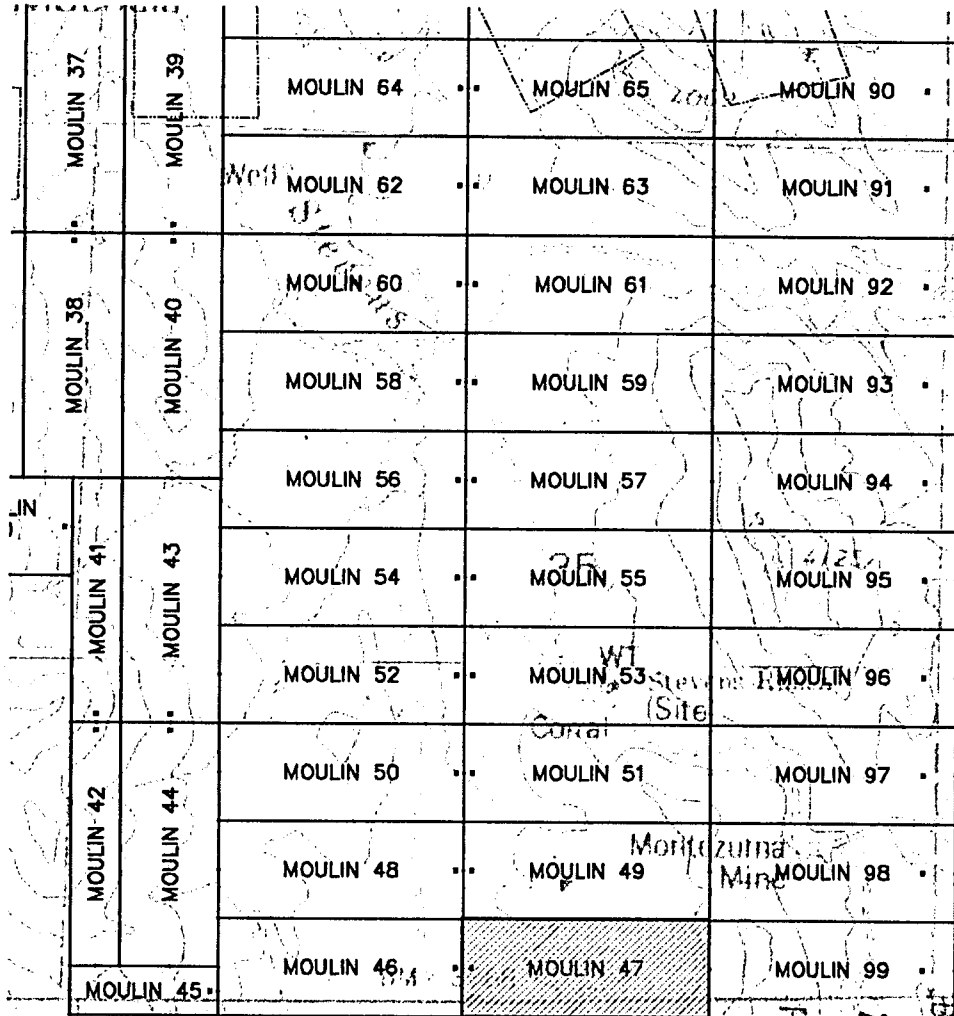 MOULIN 37
MOULIN 39
MOULIN 64
MOULIN 65
MOULIN 90
Well
MOULIN 62
MOULIN 63
MOULIN 91
MOULIN 38
MOULIN 40
MOULIN 60
MOULIN 61
MOULIN 92
MOULIN 58
MOULIN 59
MOULIN 93
MOULIN 56
MOULIN 57
MOULIN 94
LIN
MOULIN 41
MOULIN 43
MOULIN 54
MOULIN 55
MOULIN 95
MOULIN 52
WT
MOULIN 53
Stevens
MOULIN 96
(Site
Corral
MOULIN 42
MOULIN 44
MOULIN 50
MOULIN 51
MOULIN 97
Montezuma
Mine
MOULIN 48
MOULIN 49
MOULIN 98
MOULIN 46
MOULIN 47
MOULIN 99
MOULIN 45